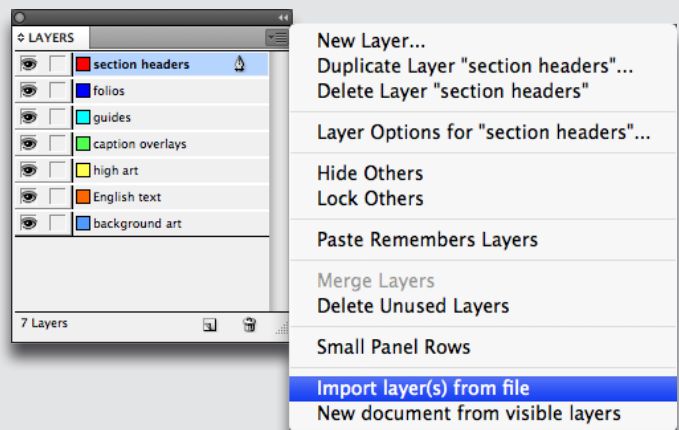 LAYERS
section headers
folios
guides
caption overlays
high art
English text
background art
7 Layers
New Layer...
Duplicate Layer "section headers"...
Delete Layer "section headers"
Layer Options for "section headers"...
Hide Others
Lock Others
Paste Remembers Layers
Merge Layers
Delete Unused Layers
Small Panel Rows
Import layer(s) from file
New document from visible layers